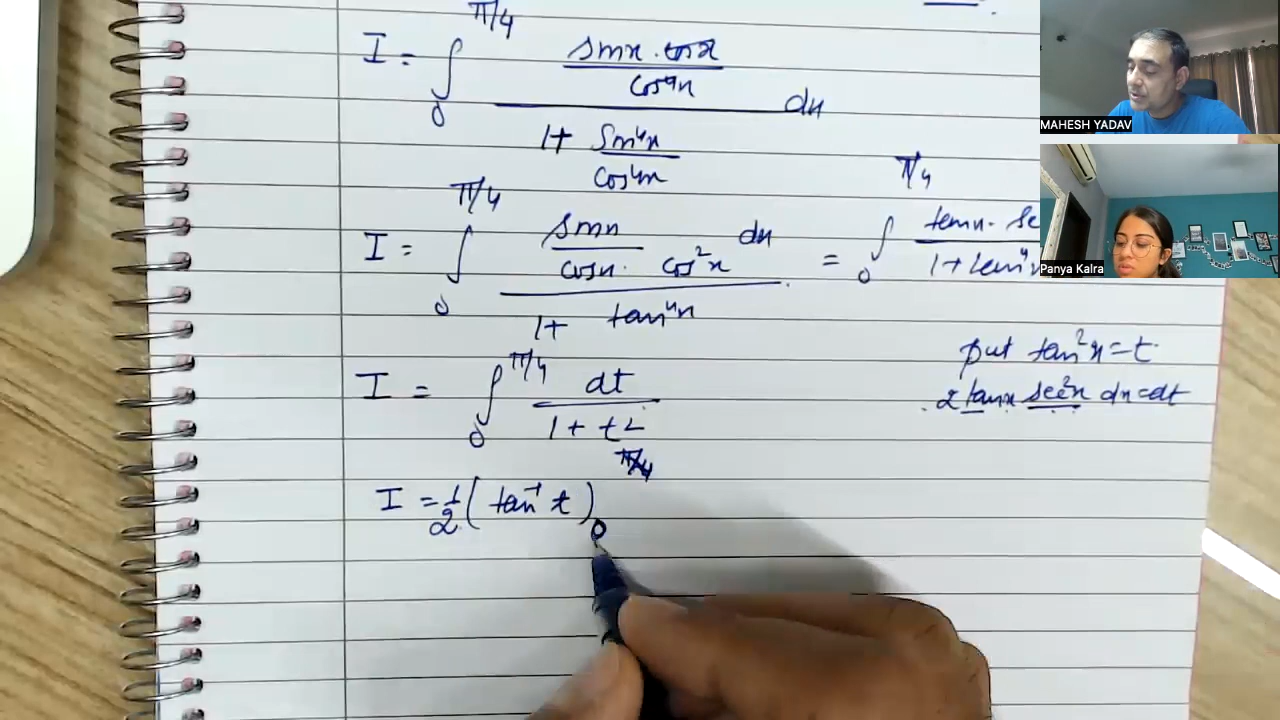 π/4
I = ∫ sinx · cosx / cos⁴x dx
0
1 + sin⁴x / cos⁴x
π/4 π/4
I = ∫ sinx / cosx · cos²x dx = ∫ tanx · se
0 1 + tan⁴x 0 1 + tan⁴x
put tan²x = t
2 tanx sec²x dx = dt
π/4
I = ∫ dt / 1 + t²
0
I = 1/2 ( tan⁻¹ t )
0
MAHESH YADAV
Panya Kalra